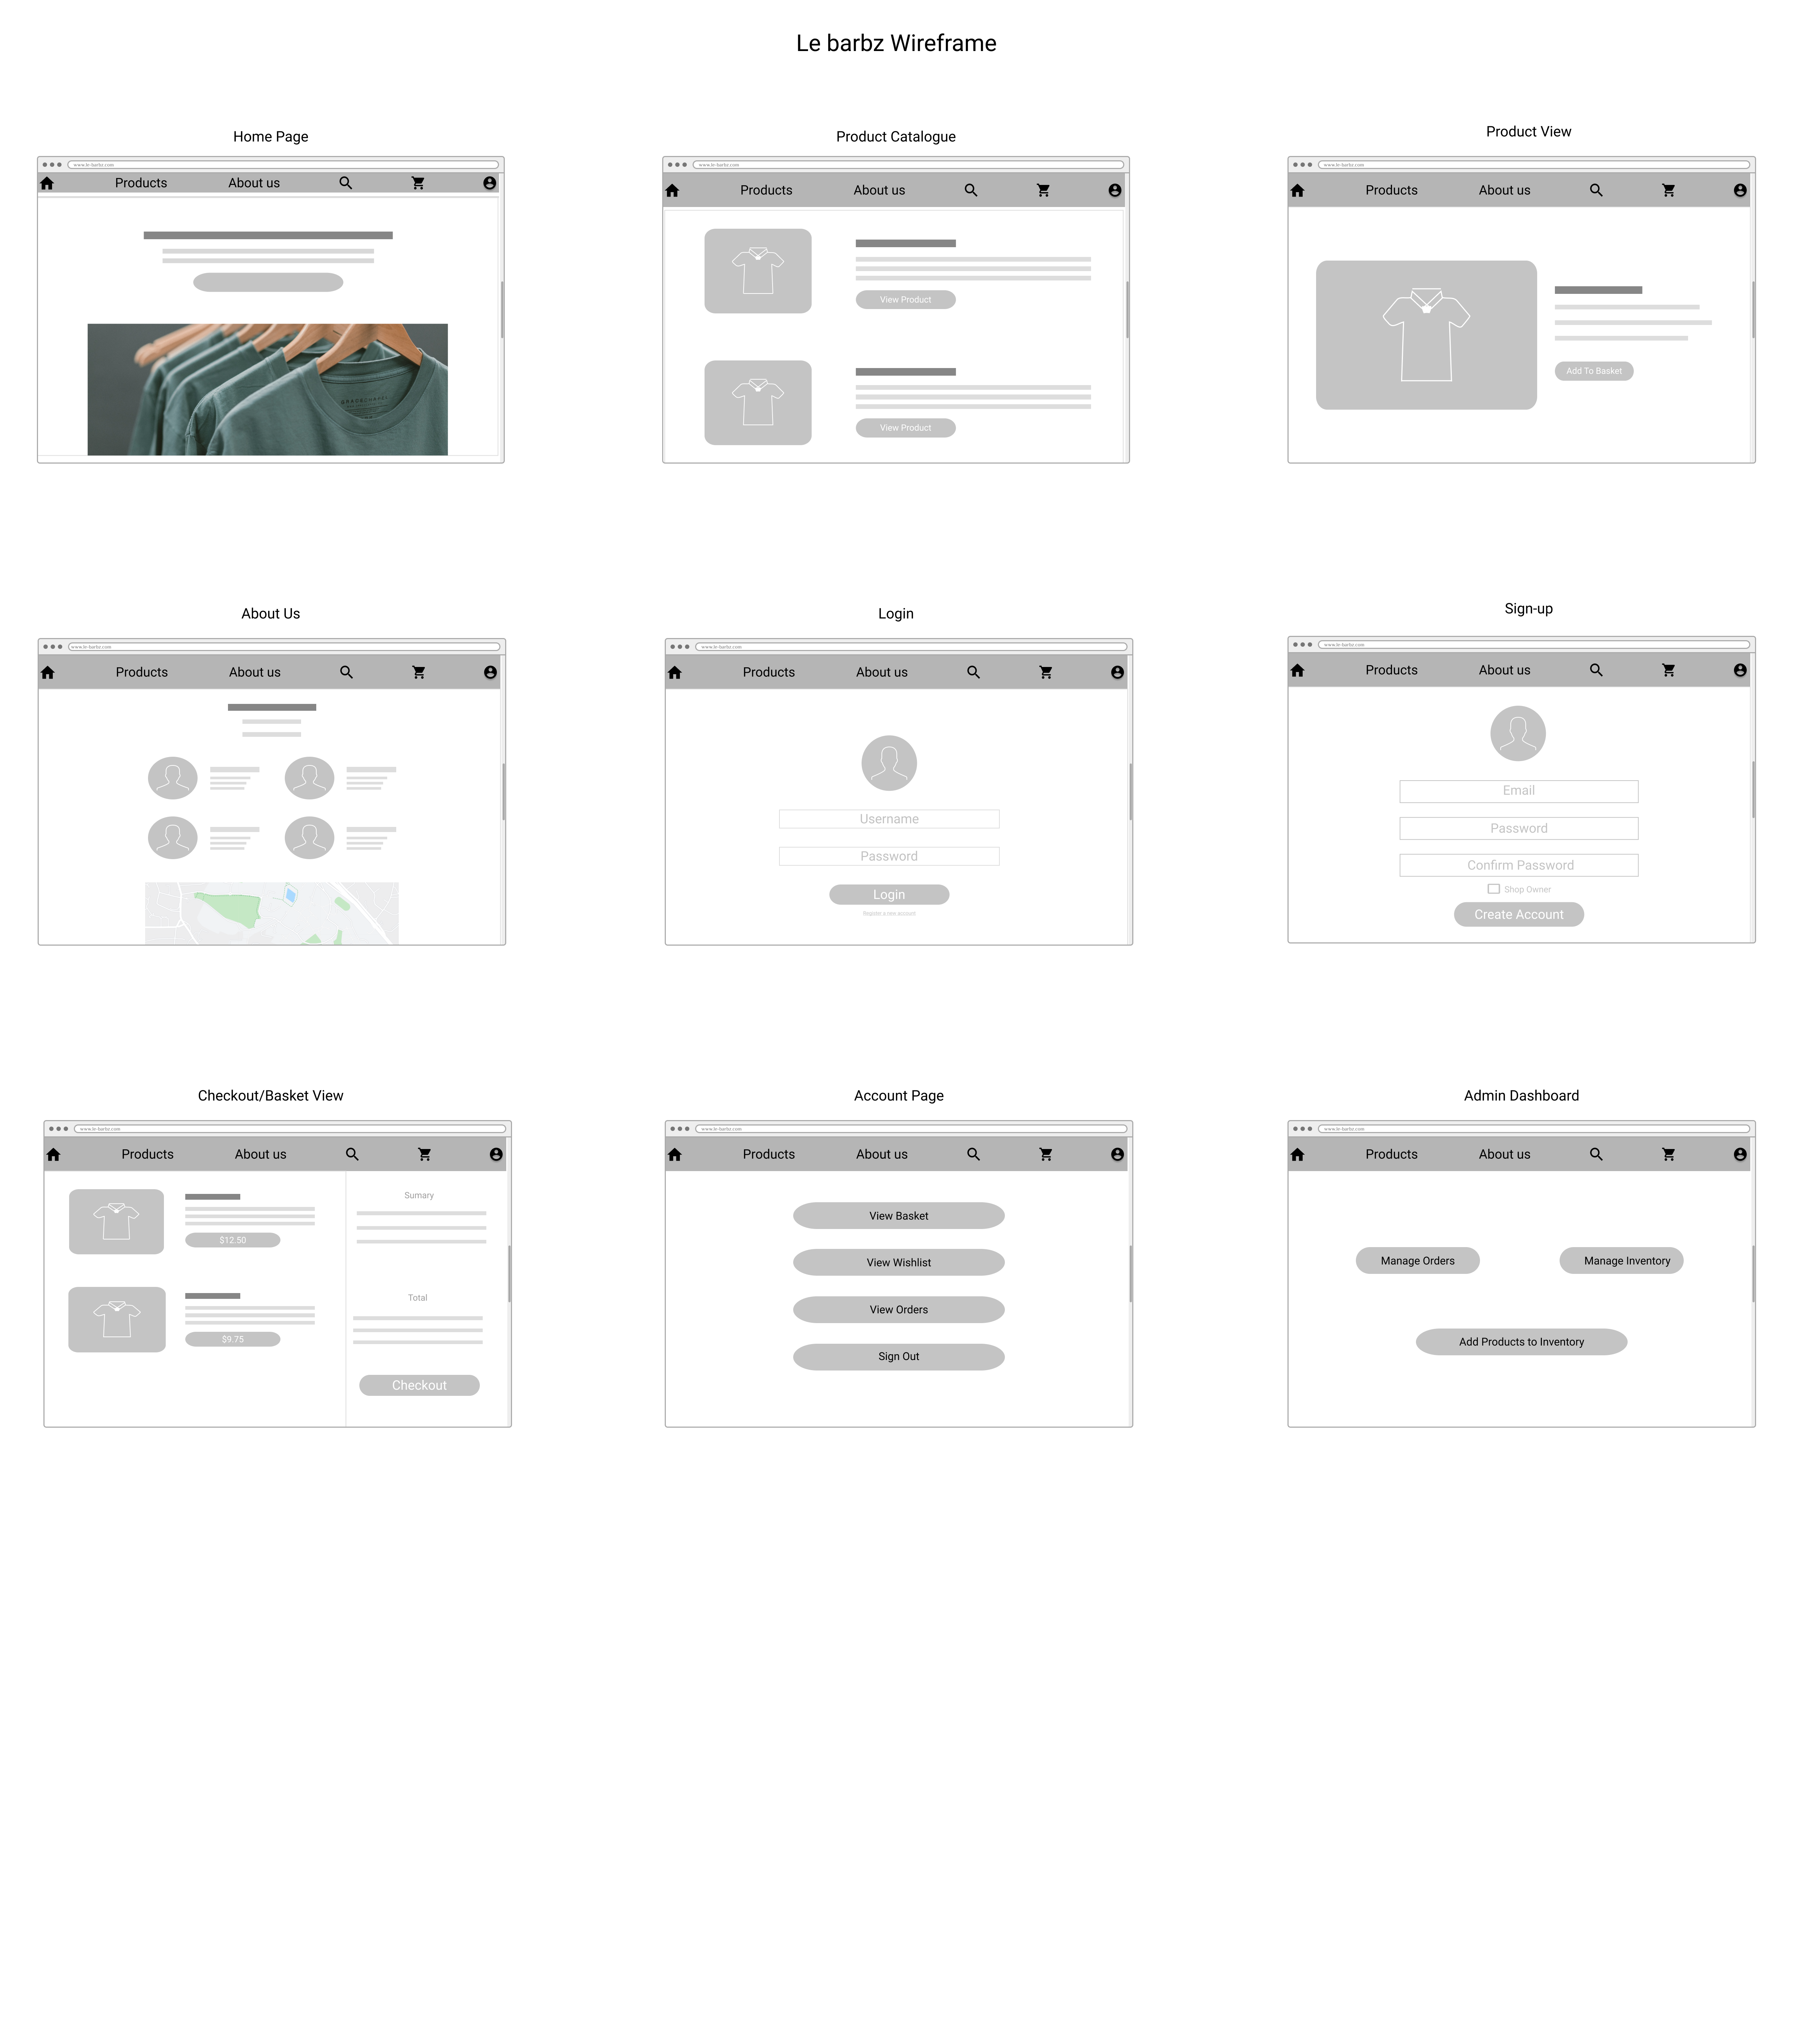 Le barbz Wireframe
Home Page
www.le-barbz.com
Products About us
Product Catalogue
www.le-barbz.com
Products About us
View Product
View Product
Product View
www.le-barbz.com
Products About us
Add To Basket
About Us
www.le-barbz.com
Products About us
Login
www.le-barbz.com
Products About us
Username
Password
Login
Register a new account
Sign-up
www.le-barbz.com
Products About us
Email
Password
Confirm Password
Shop Owner
Create Account
Checkout/Basket View
www.le-barbz.com
Products About us
$12.50
$9.75
Sumary
Total
Checkout
Account Page
www.le-barbz.com
Products About us
View Basket
View Wishlist
View Orders
Sign Out
Admin Dashboard
www.le-barbz.com
Products About us
Manage Orders Manage Inventory
Add Products to Inventory